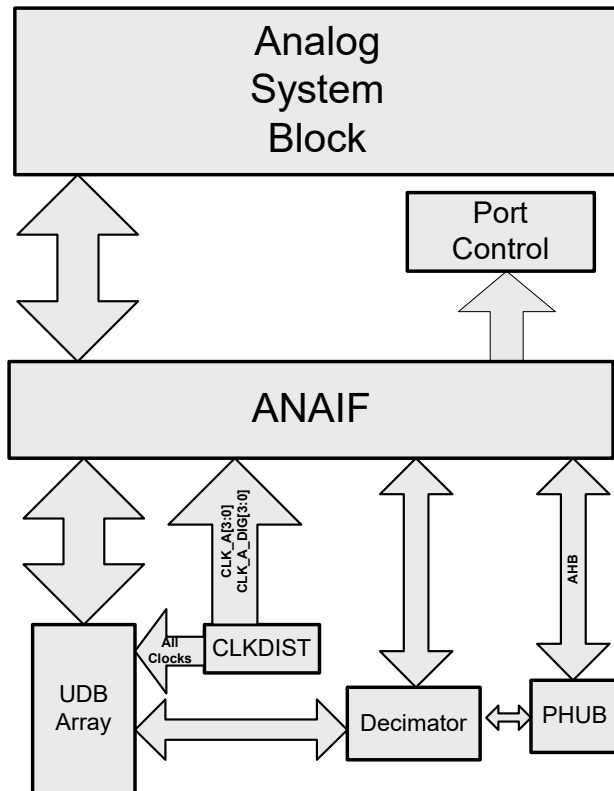 Analog
System
Block
Port
Control
ANAIF
CLK_A[3:0]
CLK_A_DIG[3:0]
AHB
All
Clocks
CLKDIST
UDB
Array
Decimator
PHUB